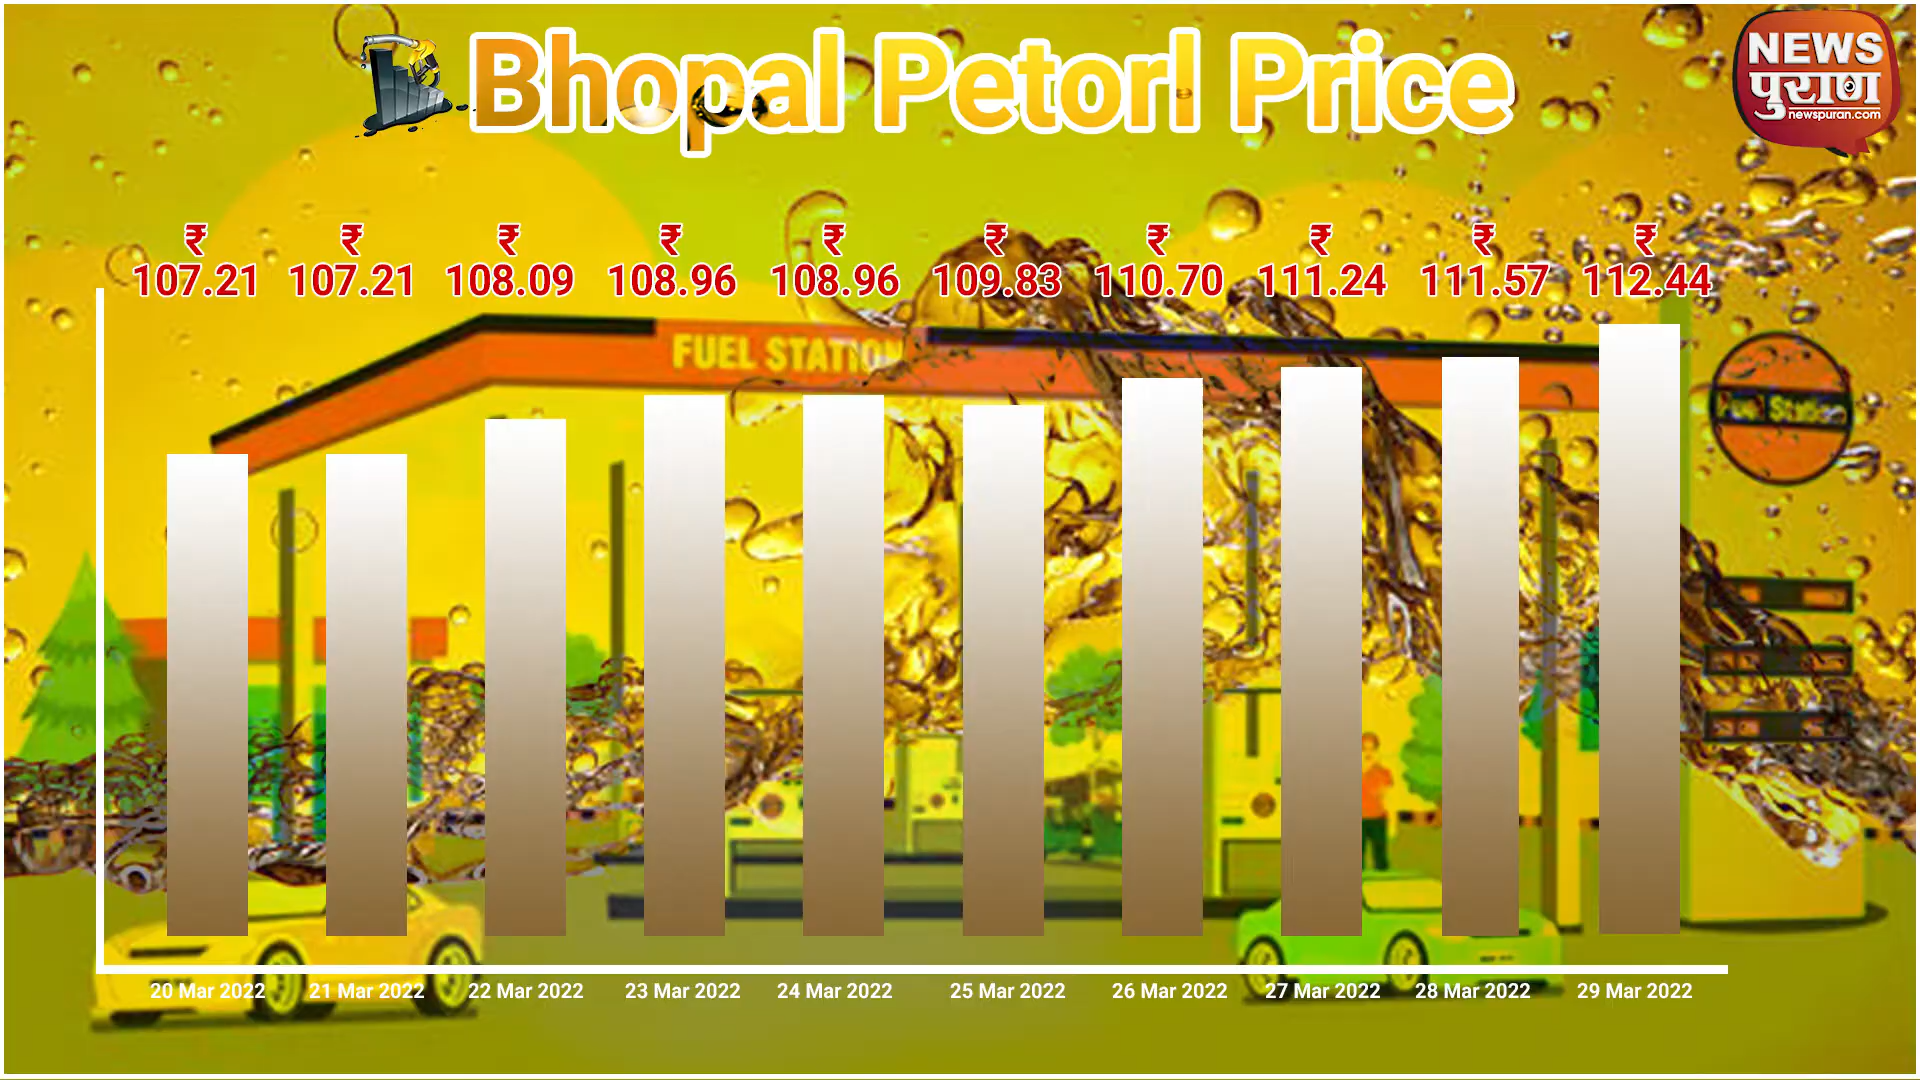 Bhopal Petorl Price
NEWS
पुराण
newspuran.com
₹ ₹ ₹ ₹ ₹ ₹ ₹ ₹ ₹ ₹
107.21 107.21 108.09 108.96 108.96 109.83 110.70 111.24 111.57 112.44
FUEL STATION
Fuel Station
20 Mar 2022 21 Mar 2022 22 Mar 2022 23 Mar 2022 24 Mar 2022 25 Mar 2022 26 Mar 2022 27 Mar 2022 28 Mar 2022 29 Mar 2022